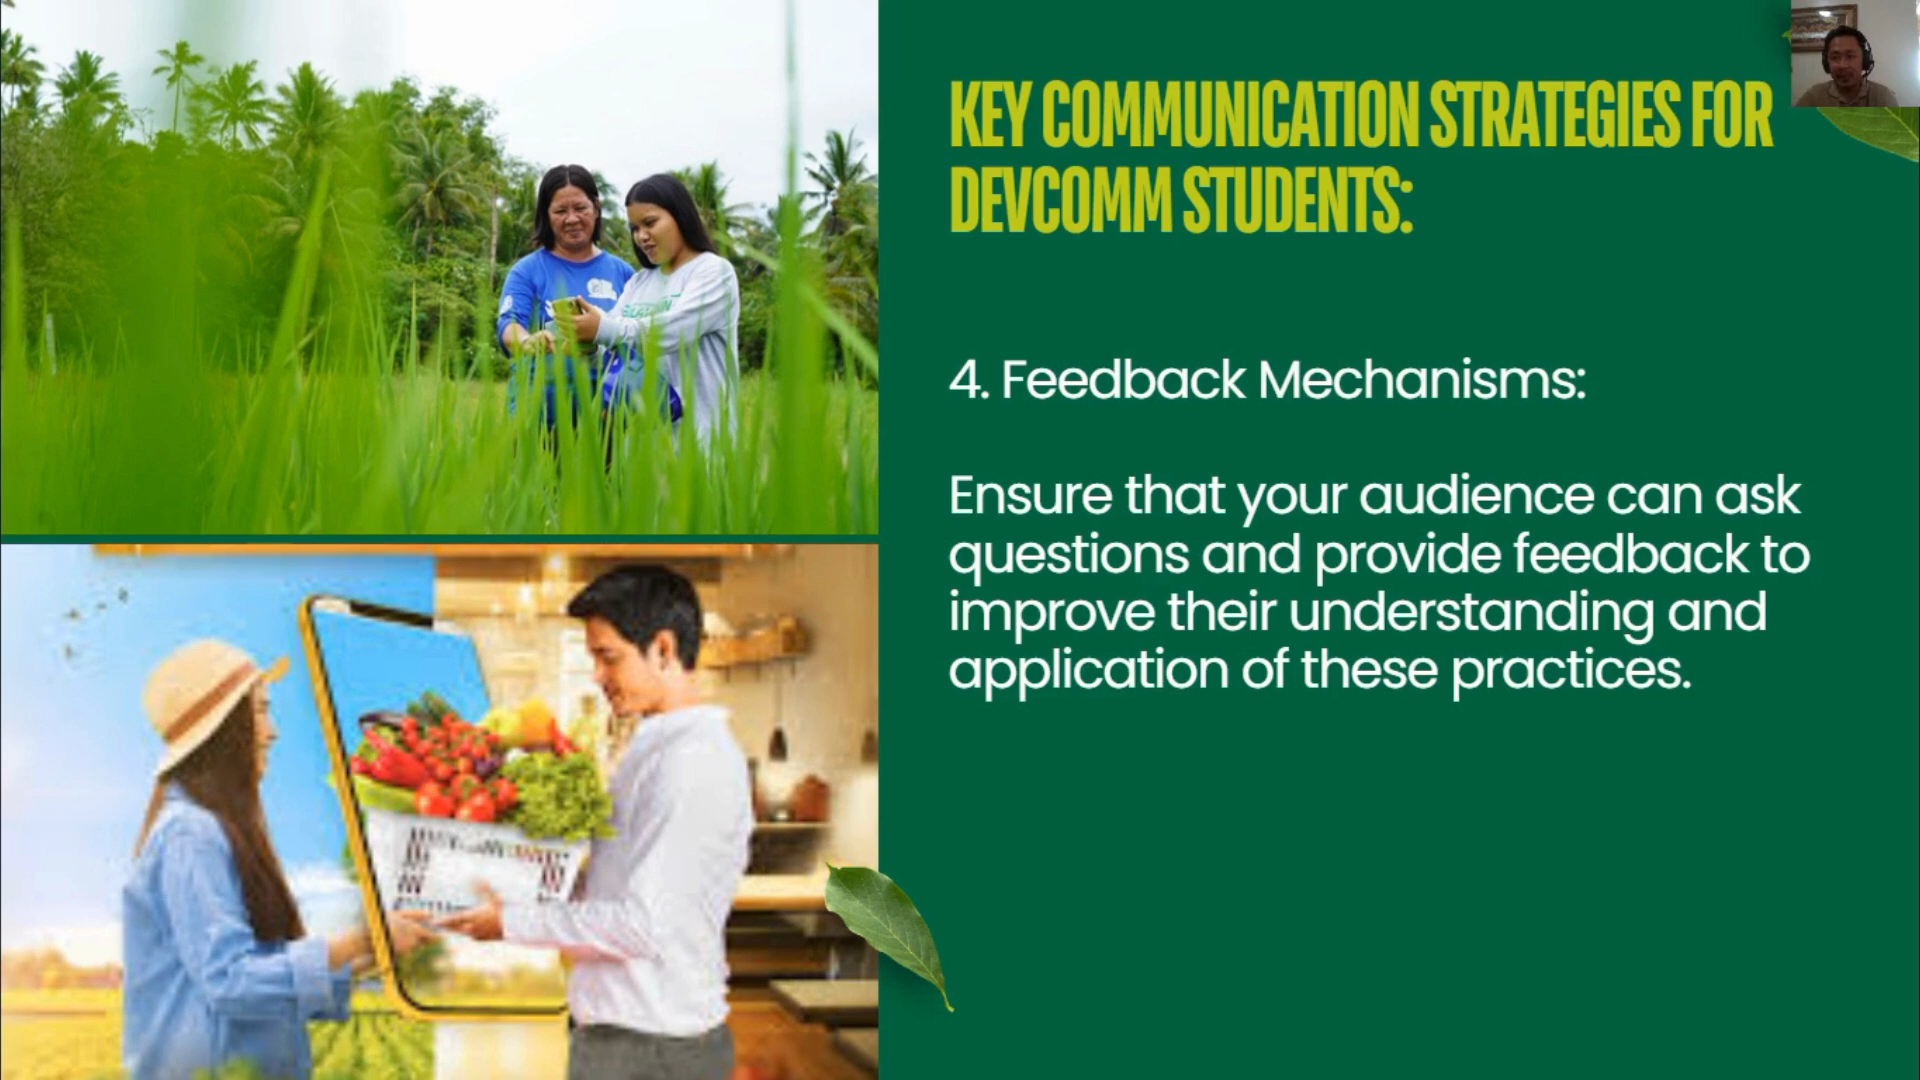 KEY COMMUNICATION STRATEGIES FOR
DEVCOMM STUDENTS:
4. Feedback Mechanisms:
Ensure that your audience can ask
questions and provide feedback to
improve their understanding and
application of these practices.